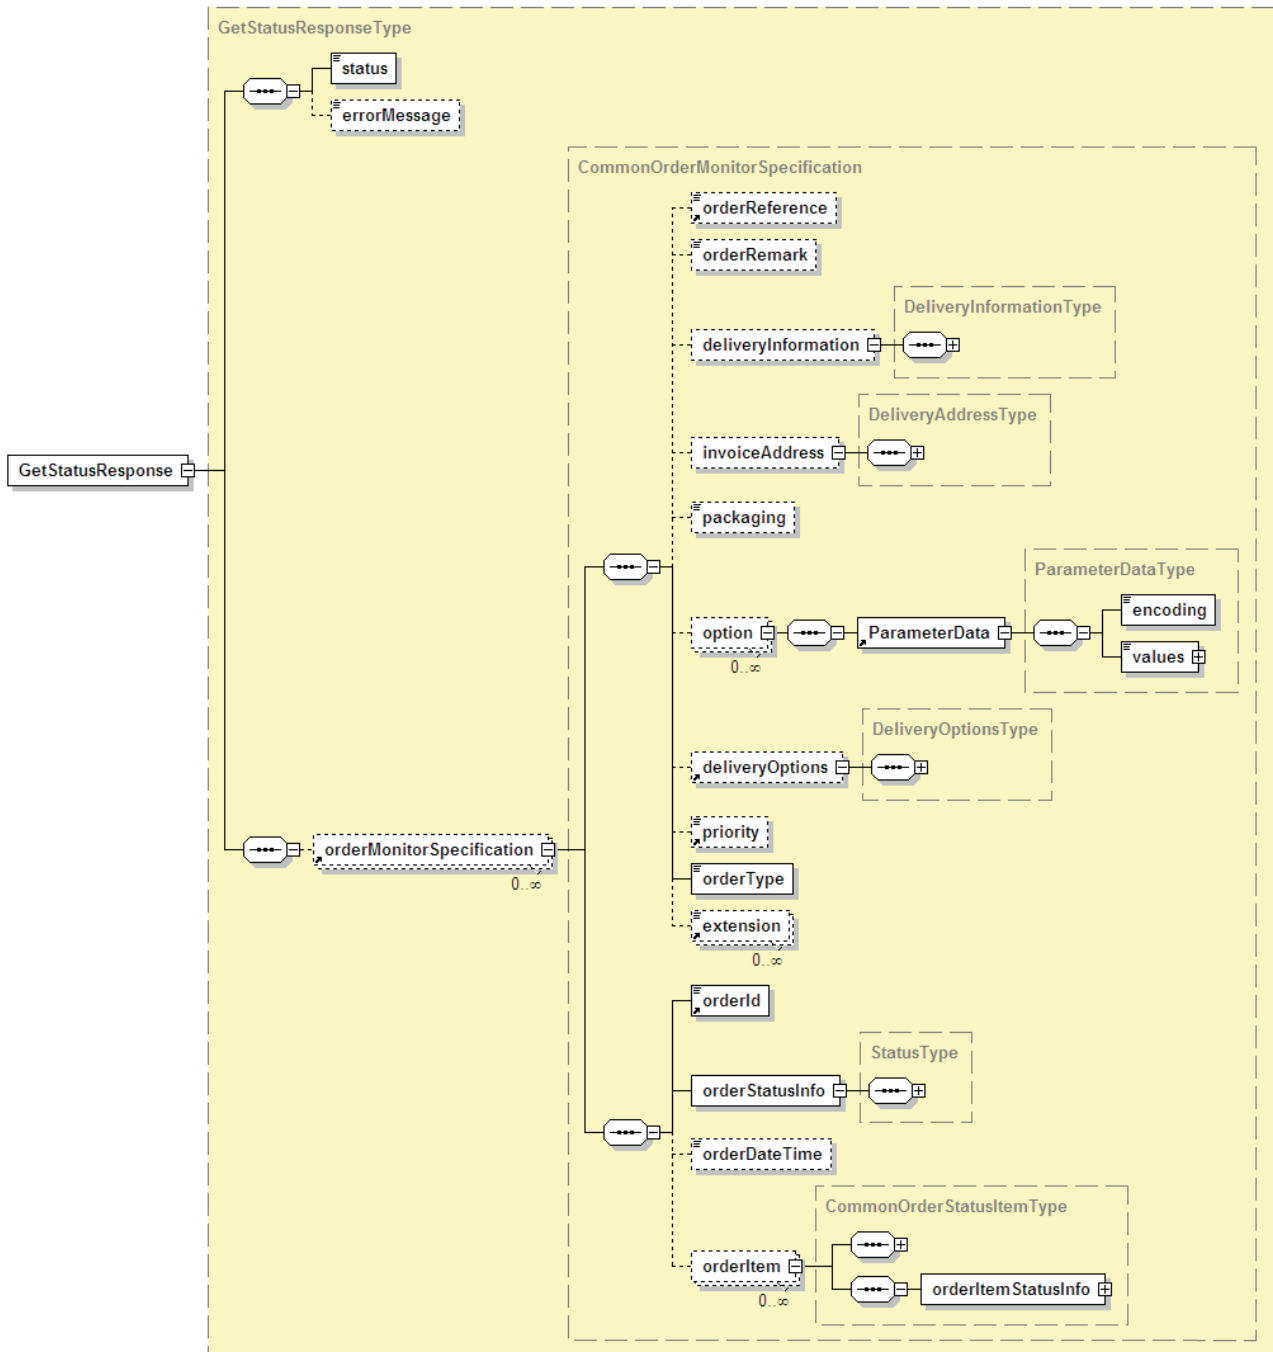 GetStatusResponseType
status
errorMessage
CommonOrderMonitorSpecification
orderReference
orderRemark
DeliveryInformationType
deliveryInformation
DeliveryAddressType
invoiceAddress
GetStatusResponse
packaging
ParameterDataType
encoding
option
ParameterData
values
0..∞
DeliveryOptionsType
deliveryOptions
priority
orderMonitorSpecification
0..∞
orderType
extension
0..∞
orderId
StatusType
orderStatusInfo
orderDateTime
CommonOrderStatusItemType
orderItem
orderItemStatusInfo
0..∞